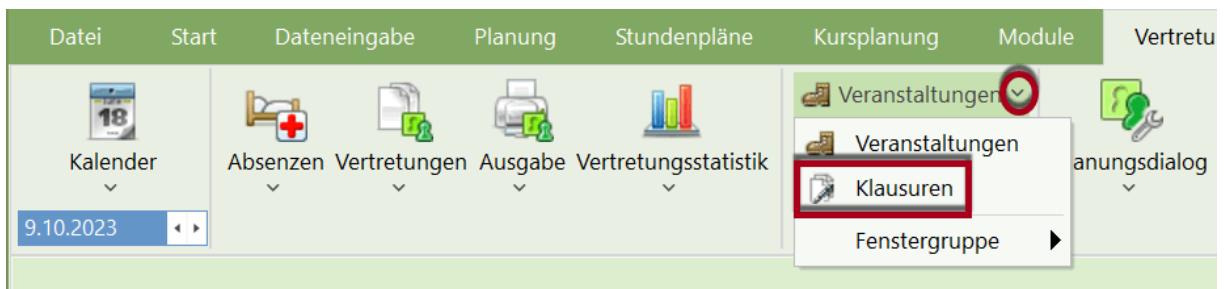 Datei Start Dateneingabe Planung Stundenpläne Kursplanung Module Vertretu
18
Kalender
9.10.2023
Absenzen Vertretungen Ausgabe Vertretungsstatistik
Veranstaltungen
Veranstaltungen
Klausuren
Fenstergruppe
anungsdialog